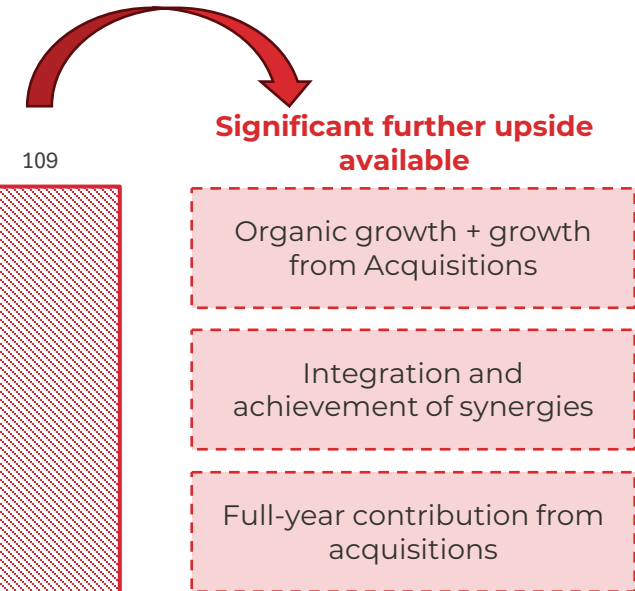 109
Significant further upside
available
Organic growth + growth
from Acquisitions
Integration and
achievement of synergies
Full-year contribution from
acquisitions